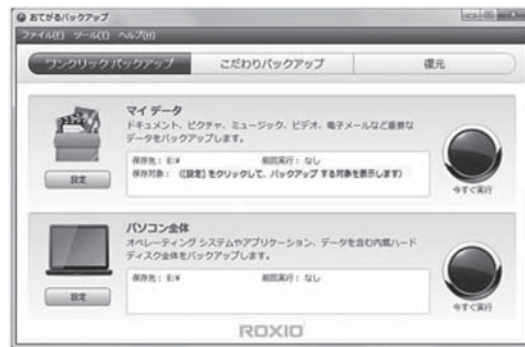 おてがるバックアップ
ファイル(F) ツール(T) ヘルプ(H)
ワンクリック バックアップ
こだわりバックアップ
復元
マイ データ
ドキュメント、ピクチャ、ミュージック、ビデオ、電子メールなど重要な
データをバックアップします。
保存先： E:¥ 前回実行： なし
保存対象： ([設定] をクリックして、バックアップ する対象を表示します)
設定
今すぐ実行
パソコン全体
オペレーティング システムやアプリケーション、データを含む内蔵ハード
ディスク全体をバックアップします。
保存先： E:¥ 前回実行： なし
設定
今すぐ実行
ROXIO